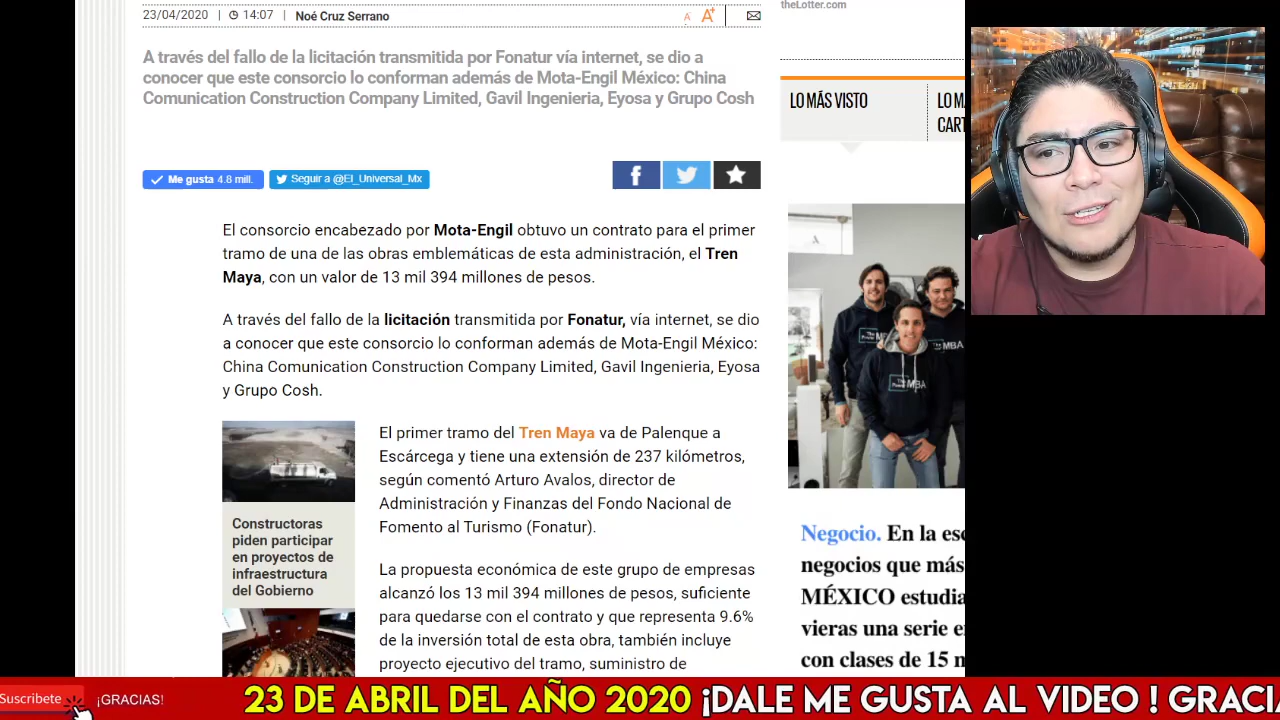 23/04/2020 | 14:07 | Noé Cruz Serrano
A- A+
theLotter.com
A través del fallo de la licitación transmitida por Fonatur vía internet, se dio a
conocer que este consorcio lo conforman además de Mota-Engil México: China
Comunication Construction Company Limited, Gavil Ingenieria, Eyosa y Grupo Cosh
LO MÁS VISTO
LO M
CART
Me gusta 4.8 mill.
Seguir a @El_Universal_Mx
El consorcio encabezado por Mota-Engil obtuvo un contrato para el primer
tramo de una de las obras emblemáticas de esta administración, el Tren
Maya, con un valor de 13 mil 394 millones de pesos.
A través del fallo de la licitación transmitida por Fonatur, vía internet, se dio
a conocer que este consorcio lo conforman además de Mota-Engil México:
China Comunication Construction Company Limited, Gavil Ingenieria, Eyosa
y Grupo Cosh.
El primer tramo del Tren Maya va de Palenque a
Escárcega y tiene una extensión de 237 kilómetros,
según comentó Arturo Avalos, director de
Administración y Finanzas del Fondo Nacional de
Fomento al Turismo (Fonatur).
Constructoras
piden participar
en proyectos de
infraestructura
del Gobierno
La propuesta económica de este grupo de empresas
alcanzó los 13 mil 394 millones de pesos, suficiente
para quedarse con el contrato y que representa 9.6%
de la inversión total de esta obra, también incluye
proyecto ejecutivo del tramo, suministro de
MBA
MBA
Negocio. En la esc
negocios que más
MÉXICO estudia
vieras una serie e
con clases de 15 m
Suscribete
¡GRACIAS!
23 DE ABRIL DEL AÑO 2020 ¡DALE ME GUSTA AL VIDEO ! GRACIA